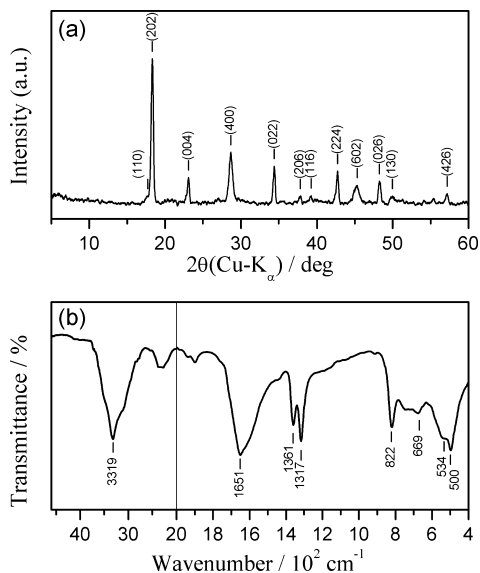 (a)
Intensity (a.u.)
(110)
(202)
(004)
(400)
(022)
(206)
(116)
(224)
(602)
(026)
(130)
(426)
10 20 30 40 50 60
2θ(Cu-Kα) / deg
(b)
Transmittance / %
3319
1651
1361
1317
822
669
534
500
40 30 20 16 14 12 10 8 6 4
Wavenumber / 10² cm⁻¹